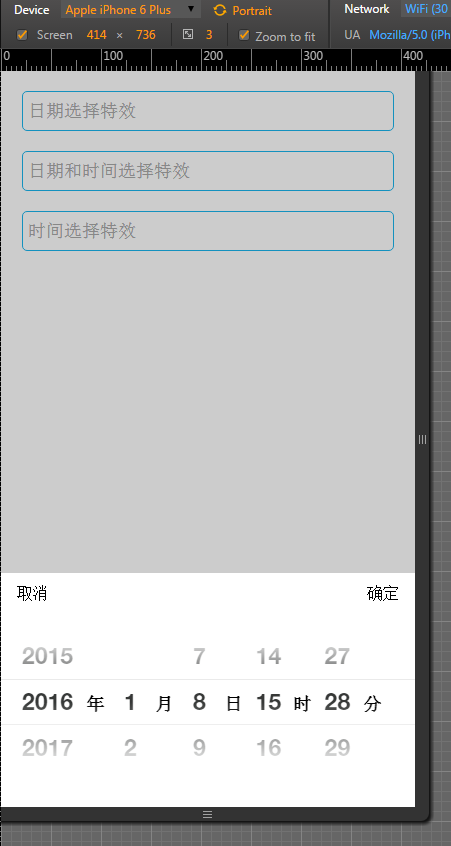 Device Apple iPhone 6 Plus Portrait Network WiFi (30
Screen 414 × 736 3 Zoom to fit UA Mozilla/5.0 (iPh
0 100 200 300 400
日期选择特效
日期和时间选择特效
时间选择特效
取消 确定
2015 7 14 27
2016 年 1 月 8 日 15 时 28 分
2017 2 9 16 29